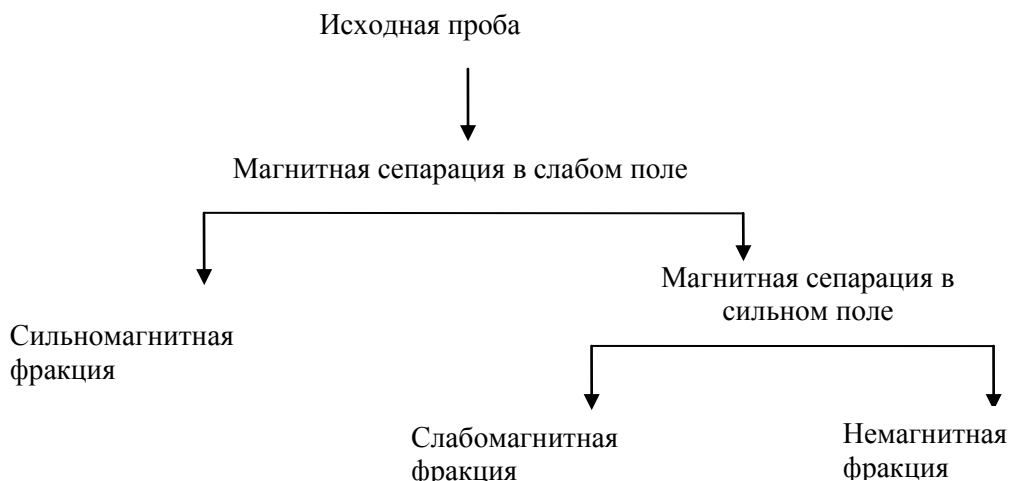 Исходная проба
Магнитная сепарация в слабом поле
Магнитная сепарация в
сильном поле
Сильномагнитная
фракция
Слабомагнитная
фракция
Немагнитная
фракция